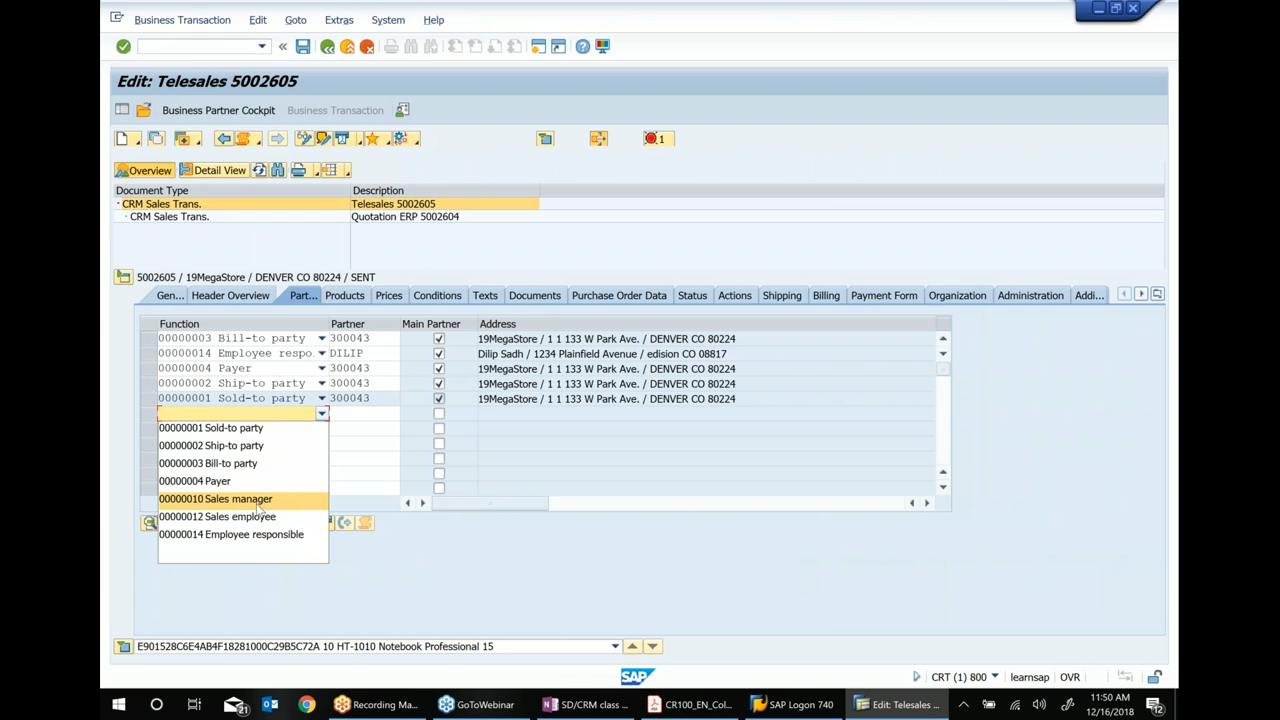 Business Transaction Edit Goto Extras System Help
Edit: Telesales 5002605
Business Partner Cockpit Business Transaction
1
Overview Detail View
Document Type Description
CRM Sales Trans. Telesales 5002605
CRM Sales Trans. Quotation ERP 5002604
5002605 / 19MegaStore / DENVER CO 80224 / SENT
Gen... Header Overview Part... Products Prices Conditions Texts Documents Purchase Order Data Status Actions Shipping Billing Payment Form Organization Administration Addi...
Function Partner Main Partner Address
00000003 Bill-to party 300043 19MegaStore / 1 1 133 W Park Ave. / DENVER CO 80224
00000014 Employee respo. DILIP Dilip Sadh / 1234 Plainfield Avenue / edision CO 08817
00000004 Payer 300043 19MegaStore / 1 1 133 W Park Ave. / DENVER CO 80224
00000002 Ship-to party 300043 19MegaStore / 1 1 133 W Park Ave. / DENVER CO 80224
00000001 Sold-to party 300043 19MegaStore / 1 1 133 W Park Ave. / DENVER CO 80224
00000001 Sold-to party
00000002 Ship-to party
00000003 Bill-to party
00000004 Payer
00000010 Sales manager
00000012 Sales employee
00000014 Employee responsible
E901528C6E4AB4F18281000C29B5C72A 10 HT-1010 Notebook Professional 15
SAP
CRT (1) 800 learnsap OVR
21 Recording Ma... GoToWebinar SD/CRM class ... CR100_EN_Col... SAP Logon 740 Edit: Telesales ... 11:50 AM
12/16/2018 12